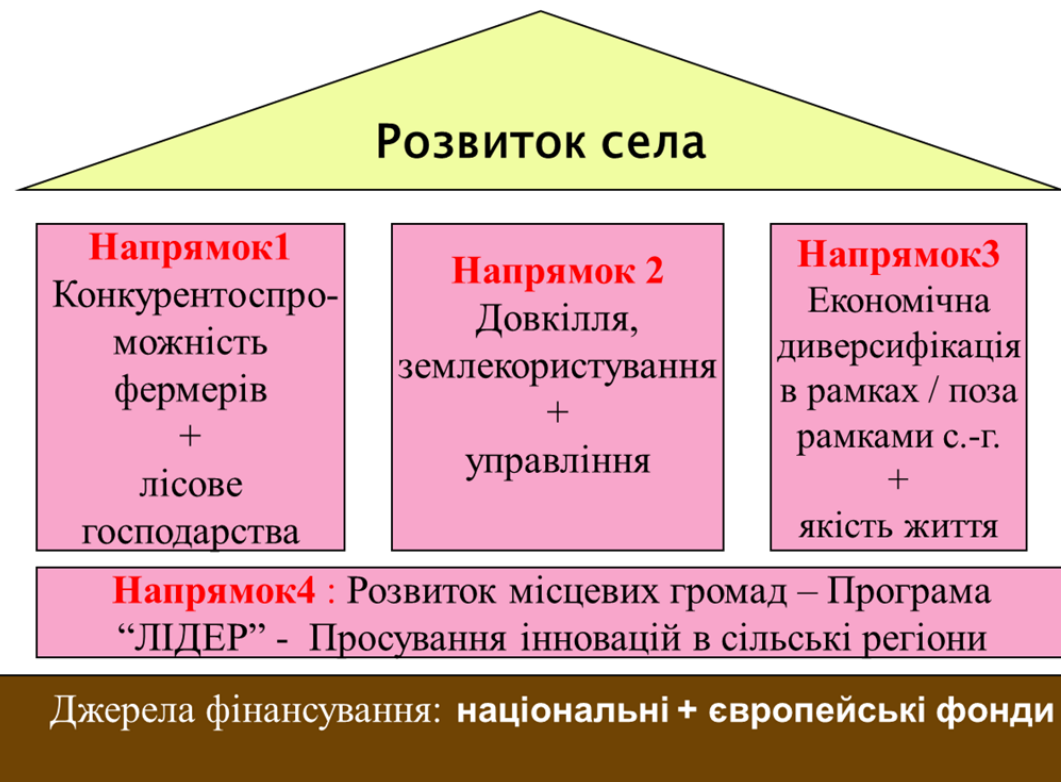 Розвиток села
Напрямок1
Конкурентоспро-
можність
фермерів
+
лісове
господарства
Напрямок 2
Довкілля,
землекористування
+
управління
Напрямок3
Економічна
диверсифікація
в рамках / поза
рамками с.-г.
+
якість життя
Напрямок4 : Розвиток місцевих громад – Програма
“ЛІДЕР” - Просування інновацій в сільські регіони
Джерела фінансування: національні + європейські фонди